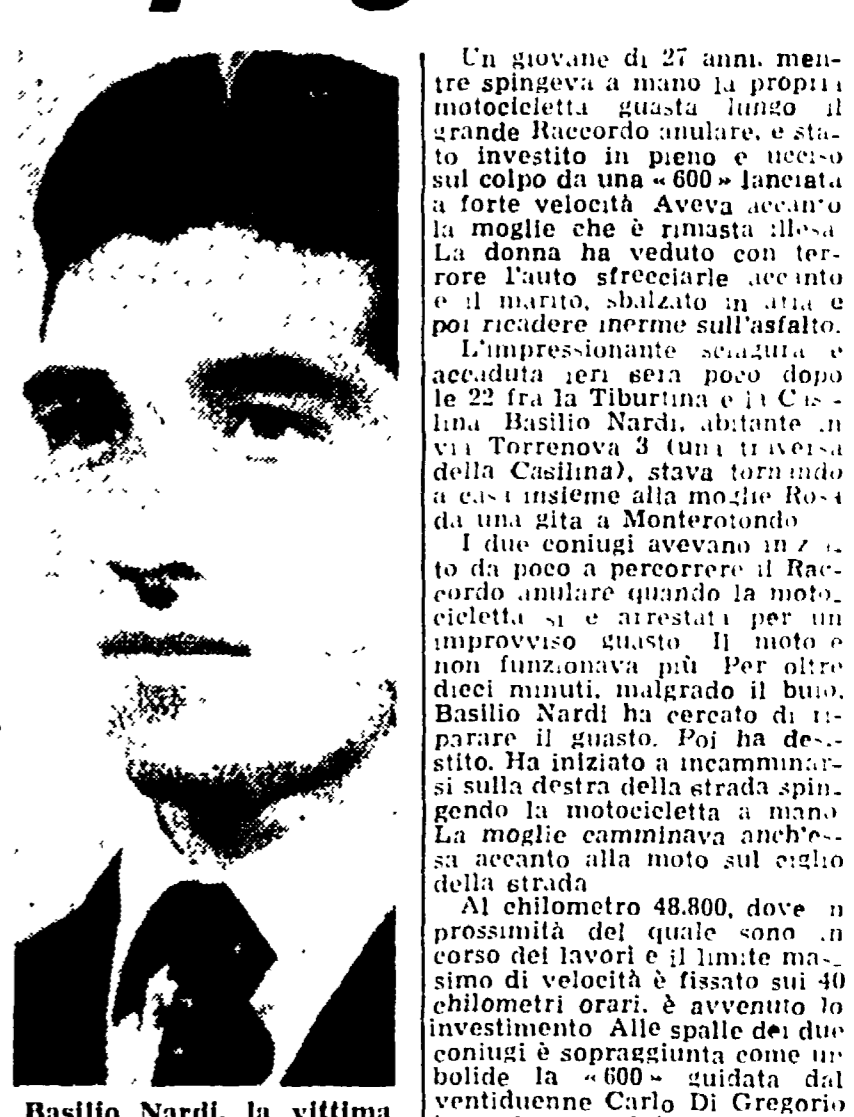 Un giovane di 27 anni. men-
tre spingeva a mano la propria
motocicletta guasta lungo il
grande Raccordo anulare, e sta-
to investito in pieno e ucciso
sul colpo da una « 600 » lanciata
a forte velocità Aveva accanto
la moglie che è rimasta illesa
La donna ha veduto con ter-
rore l'auto sfrecciarle accanto
e il marito, sbalzato in aria e
poi ricadere inerme sull'asfalto.
L'impressionante sciagura e
accaduta ieri sera poco dopo
le 22 fra la Tiburtina e la Casi-
lina Basilio Nardi, abitante in
via Torrenova 3 (una traversa
della Casilina), stava tornando
a casa insieme alla moglie Rosa
da una gita a Monterotondo
I due coniugi avevano inizia-
to da poco a percorrere il Rac-
cordo anulare quando la moto-
cicletta si e arrestata per un
improvviso guasto Il motore
non funzionava più Per oltre
dieci minuti, malgrado il buio,
Basilio Nardi ha cercato di ri-
parare il guasto. Poi ha desi-
stito. Ha iniziato a incamminar-
si sulla destra della strada spin-
gendo la motocicletta a mano
La moglie camminava anch'es-
sa accanto alla moto sul ciglio
della strada
Al chilometro 48.800, dove in
prossimità del quale sono in
corso dei lavori e il limite mas-
simo di velocità è fissato sui 40
chilometri orari. è avvenuto lo
investimento Alle spalle dei due
coniugi è sopraggiunta come un
bolide la « 600 » guidata dal
ventiduenne Carlo Di Gregorio
Basilio Nardi, la vittima